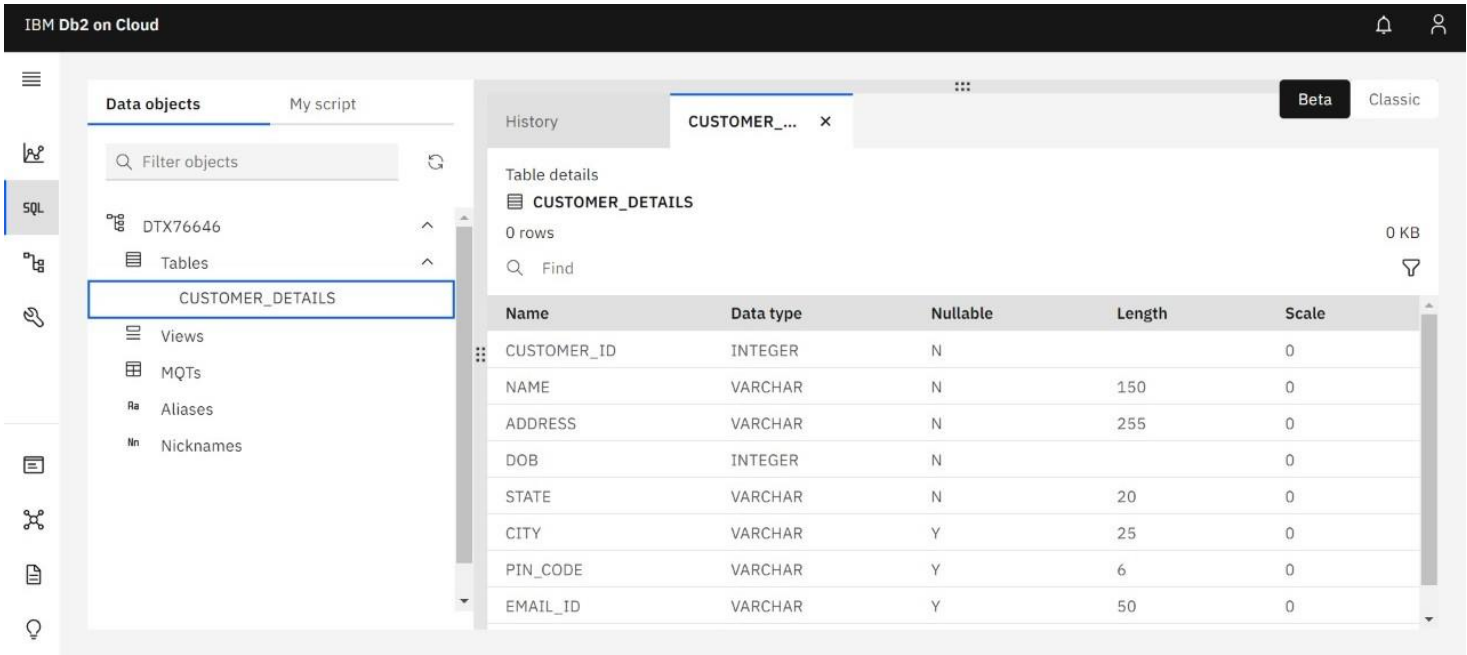 IBM Db2 on Cloud
Data objects My script
Filter objects
SQL
DTX76646
Tables
CUSTOMER_DETAILS
Views
MQTs
Aa Aliases
Nn Nicknames
Beta Classic
History CUSTOMER_... ×
Table details
CUSTOMER_DETAILS
0 rows 0 KB
Find
Name Data type Nullable Length Scale
CUSTOMER_ID INTEGER N 0
NAME VARCHAR N 150 0
ADDRESS VARCHAR N 255 0
DOB INTEGER N 0
STATE VARCHAR N 20 0
CITY VARCHAR Y 25 0
PIN_CODE VARCHAR Y 6 0
EMAIL_ID VARCHAR Y 50 0